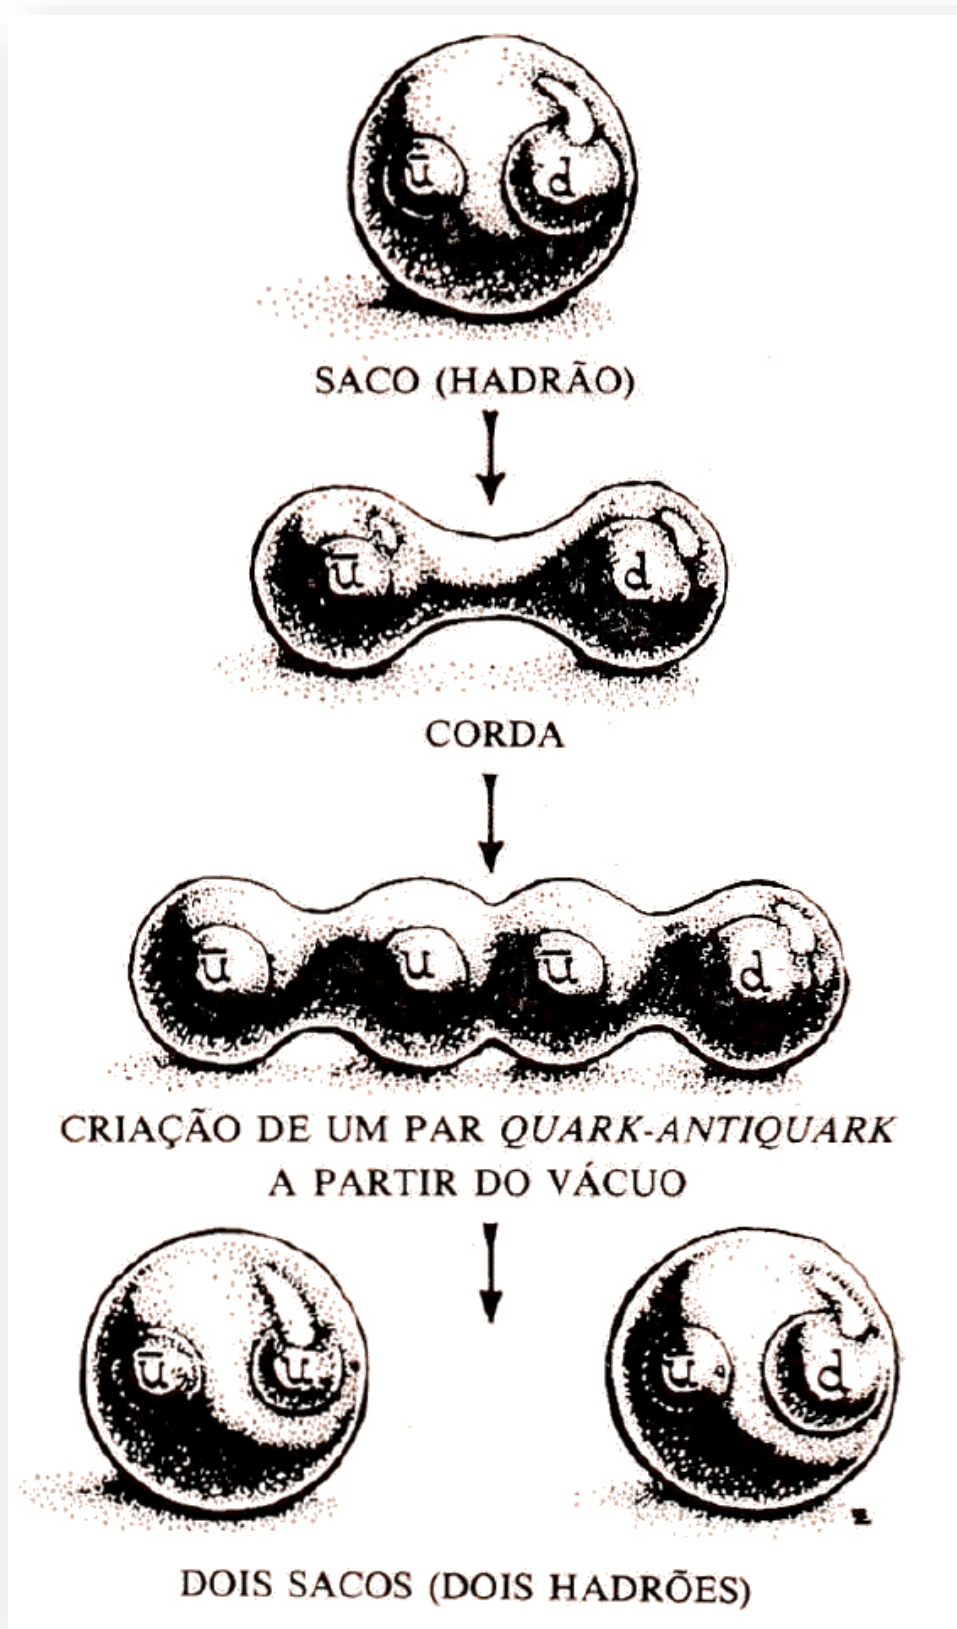 ū d
SACO (HADRÃO)
ū d
CORDA
ū u ū d
CRIAÇÃO DE UM PAR QUARK-ANTIQUARK
A PARTIR DO VÁCUO
ū u ū d
DOIS SACOS (DOIS HADRÕES)